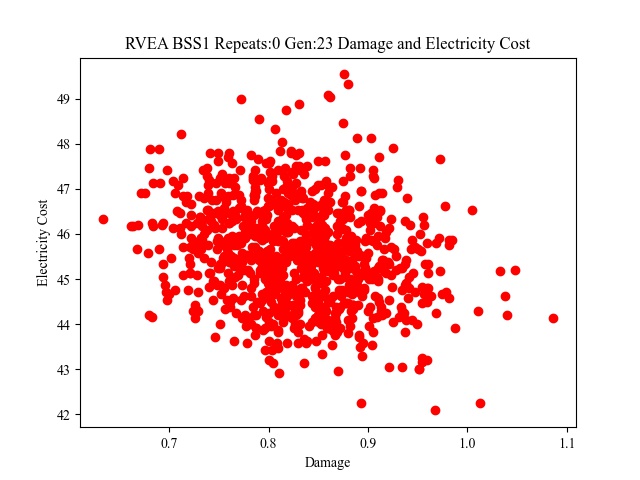 RVEA BSS1 Repeats:0 Gen:23 Damage and Electricity Cost
49
48
47
46
45
44
43
42
Electricity Cost
0.7 0.8 0.9 1.0 1.1
Damage